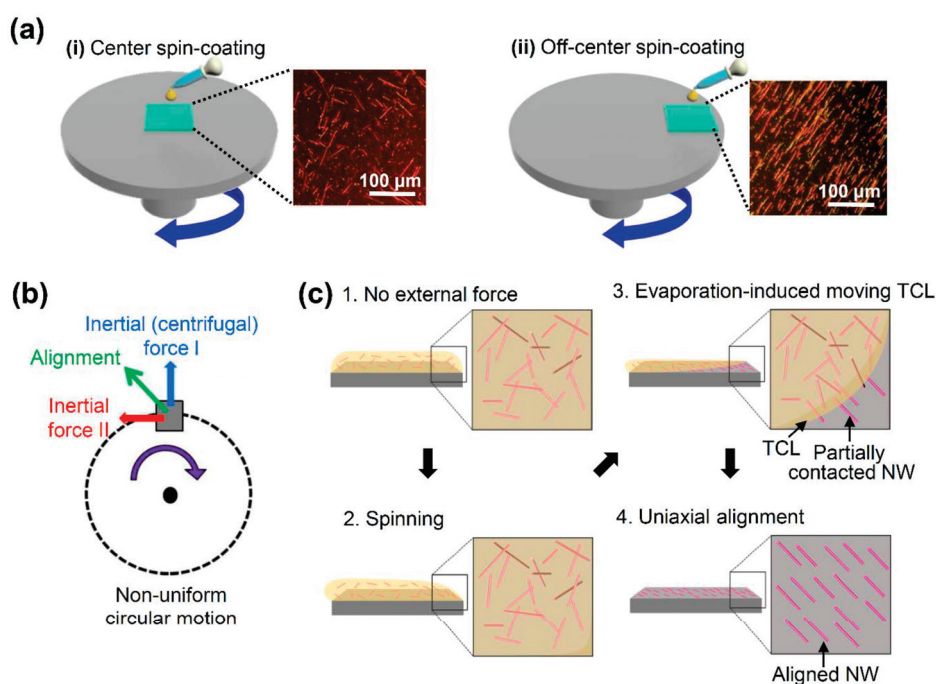 (a)
(i) Center spin-coating
100 µm
(ii) Off-center spin-coating
100 µm
(b)
Inertial (centrifugal)
force I
Alignment
Inertial
force II
Non-uniform
circular motion
(c)
1. No external force
2. Spinning
3. Evaporation-induced moving TCL
TCL
Partially
contacted NW
4. Uniaxial alignment
Aligned NW